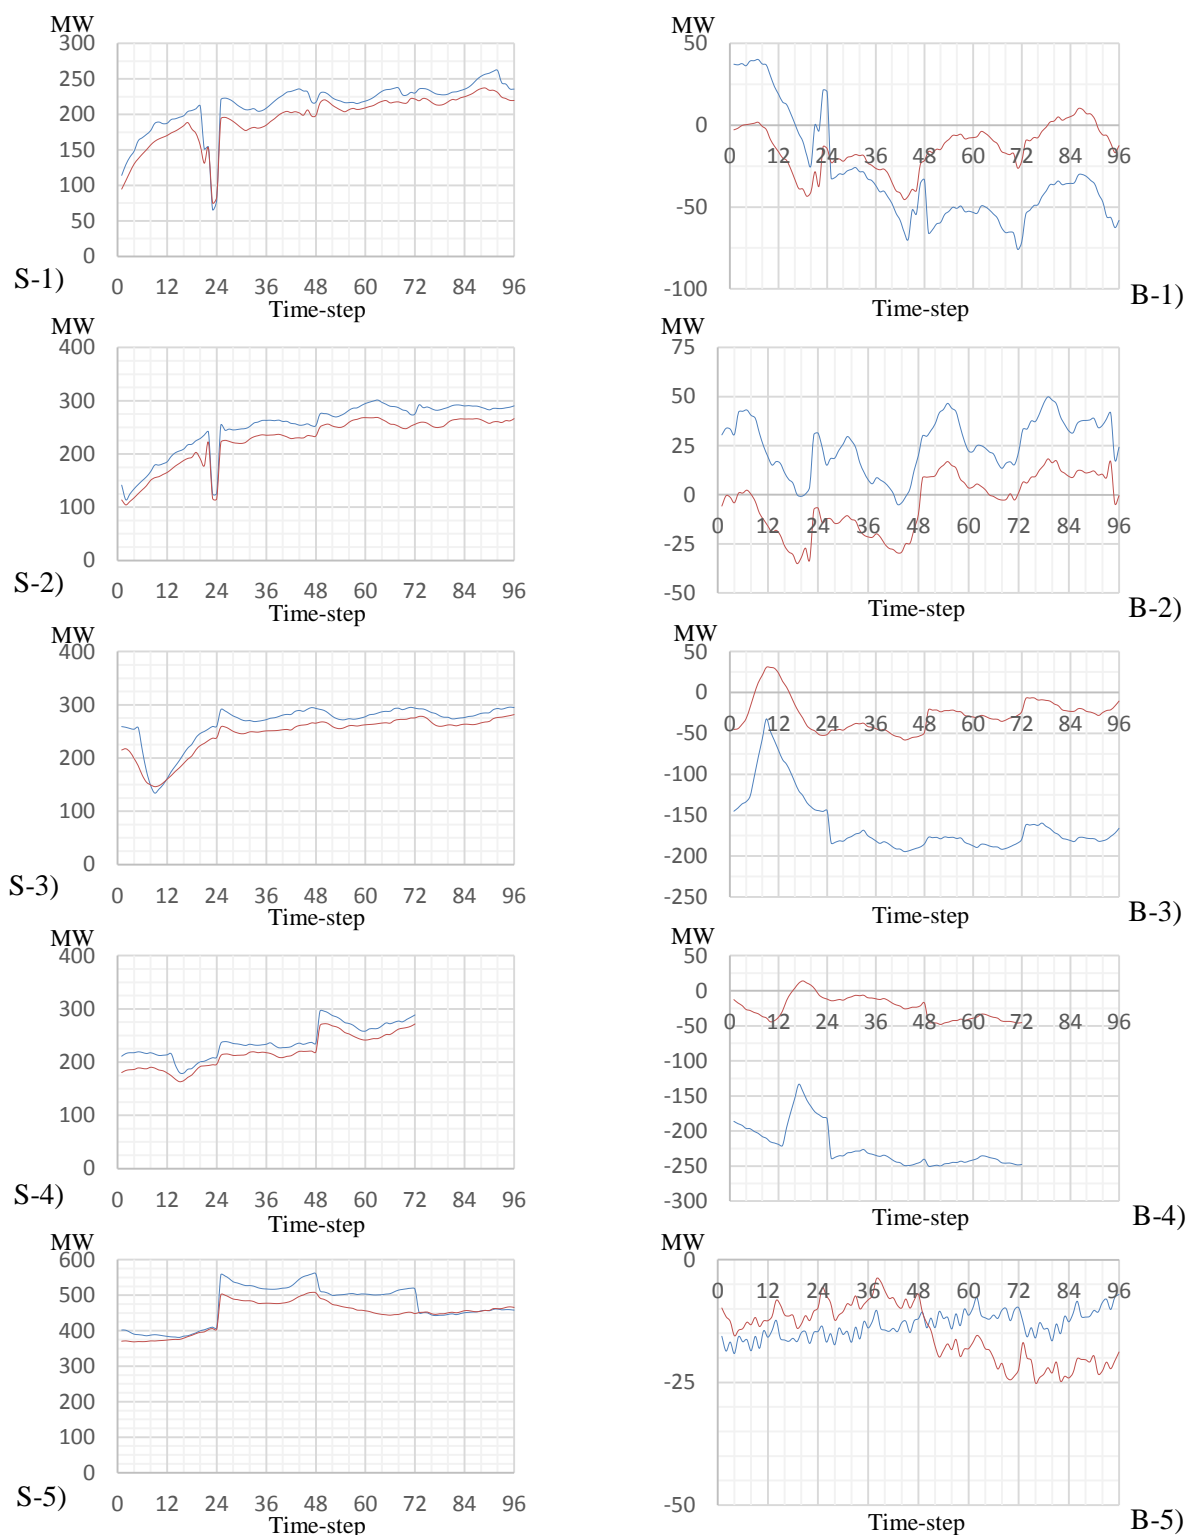 MW
300
250
200
150
100
50
0
S-1)
0 12 24 36 48 60 72 84 96
Time-step
MW
50
0
0 12 24 36 48 60 72 84 96
-50
-100
Time-step
B-1)
MW
400
300
200
100
0
S-2)
0 12 24 36 48 60 72 84 96
Time-step
MW
75
50
25
0
0 12 24 36 48 60 72 84 96
-25
-50
Time-step
B-2)
MW
400
300
200
100
0
S-3)
0 12 24 36 48 60 72 84 96
Time-step
MW
50
0
0 12 24 36 48 60 72 84 96
-50
-100
-150
-200
-250
Time-step
B-3)
MW
400
300
200
100
0
S-4)
0 12 24 36 48 60 72 84 96
Time-step
MW
50
0
0 12 24 36 48 60 72 84 96
-50
-100
-150
-200
-250
-300
Time-step
B-4)
MW
600
500
400
300
200
100
0
S-5)
0 12 24 36 48 60 72 84 96
Time-step
MW
0
0 12 24 36 48 60 72 84 96
-25
-50
Time-step
B-5)